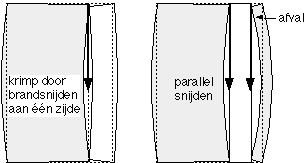 krimp door
brandsnijden
aan één zijde
parallel
snijden
afval